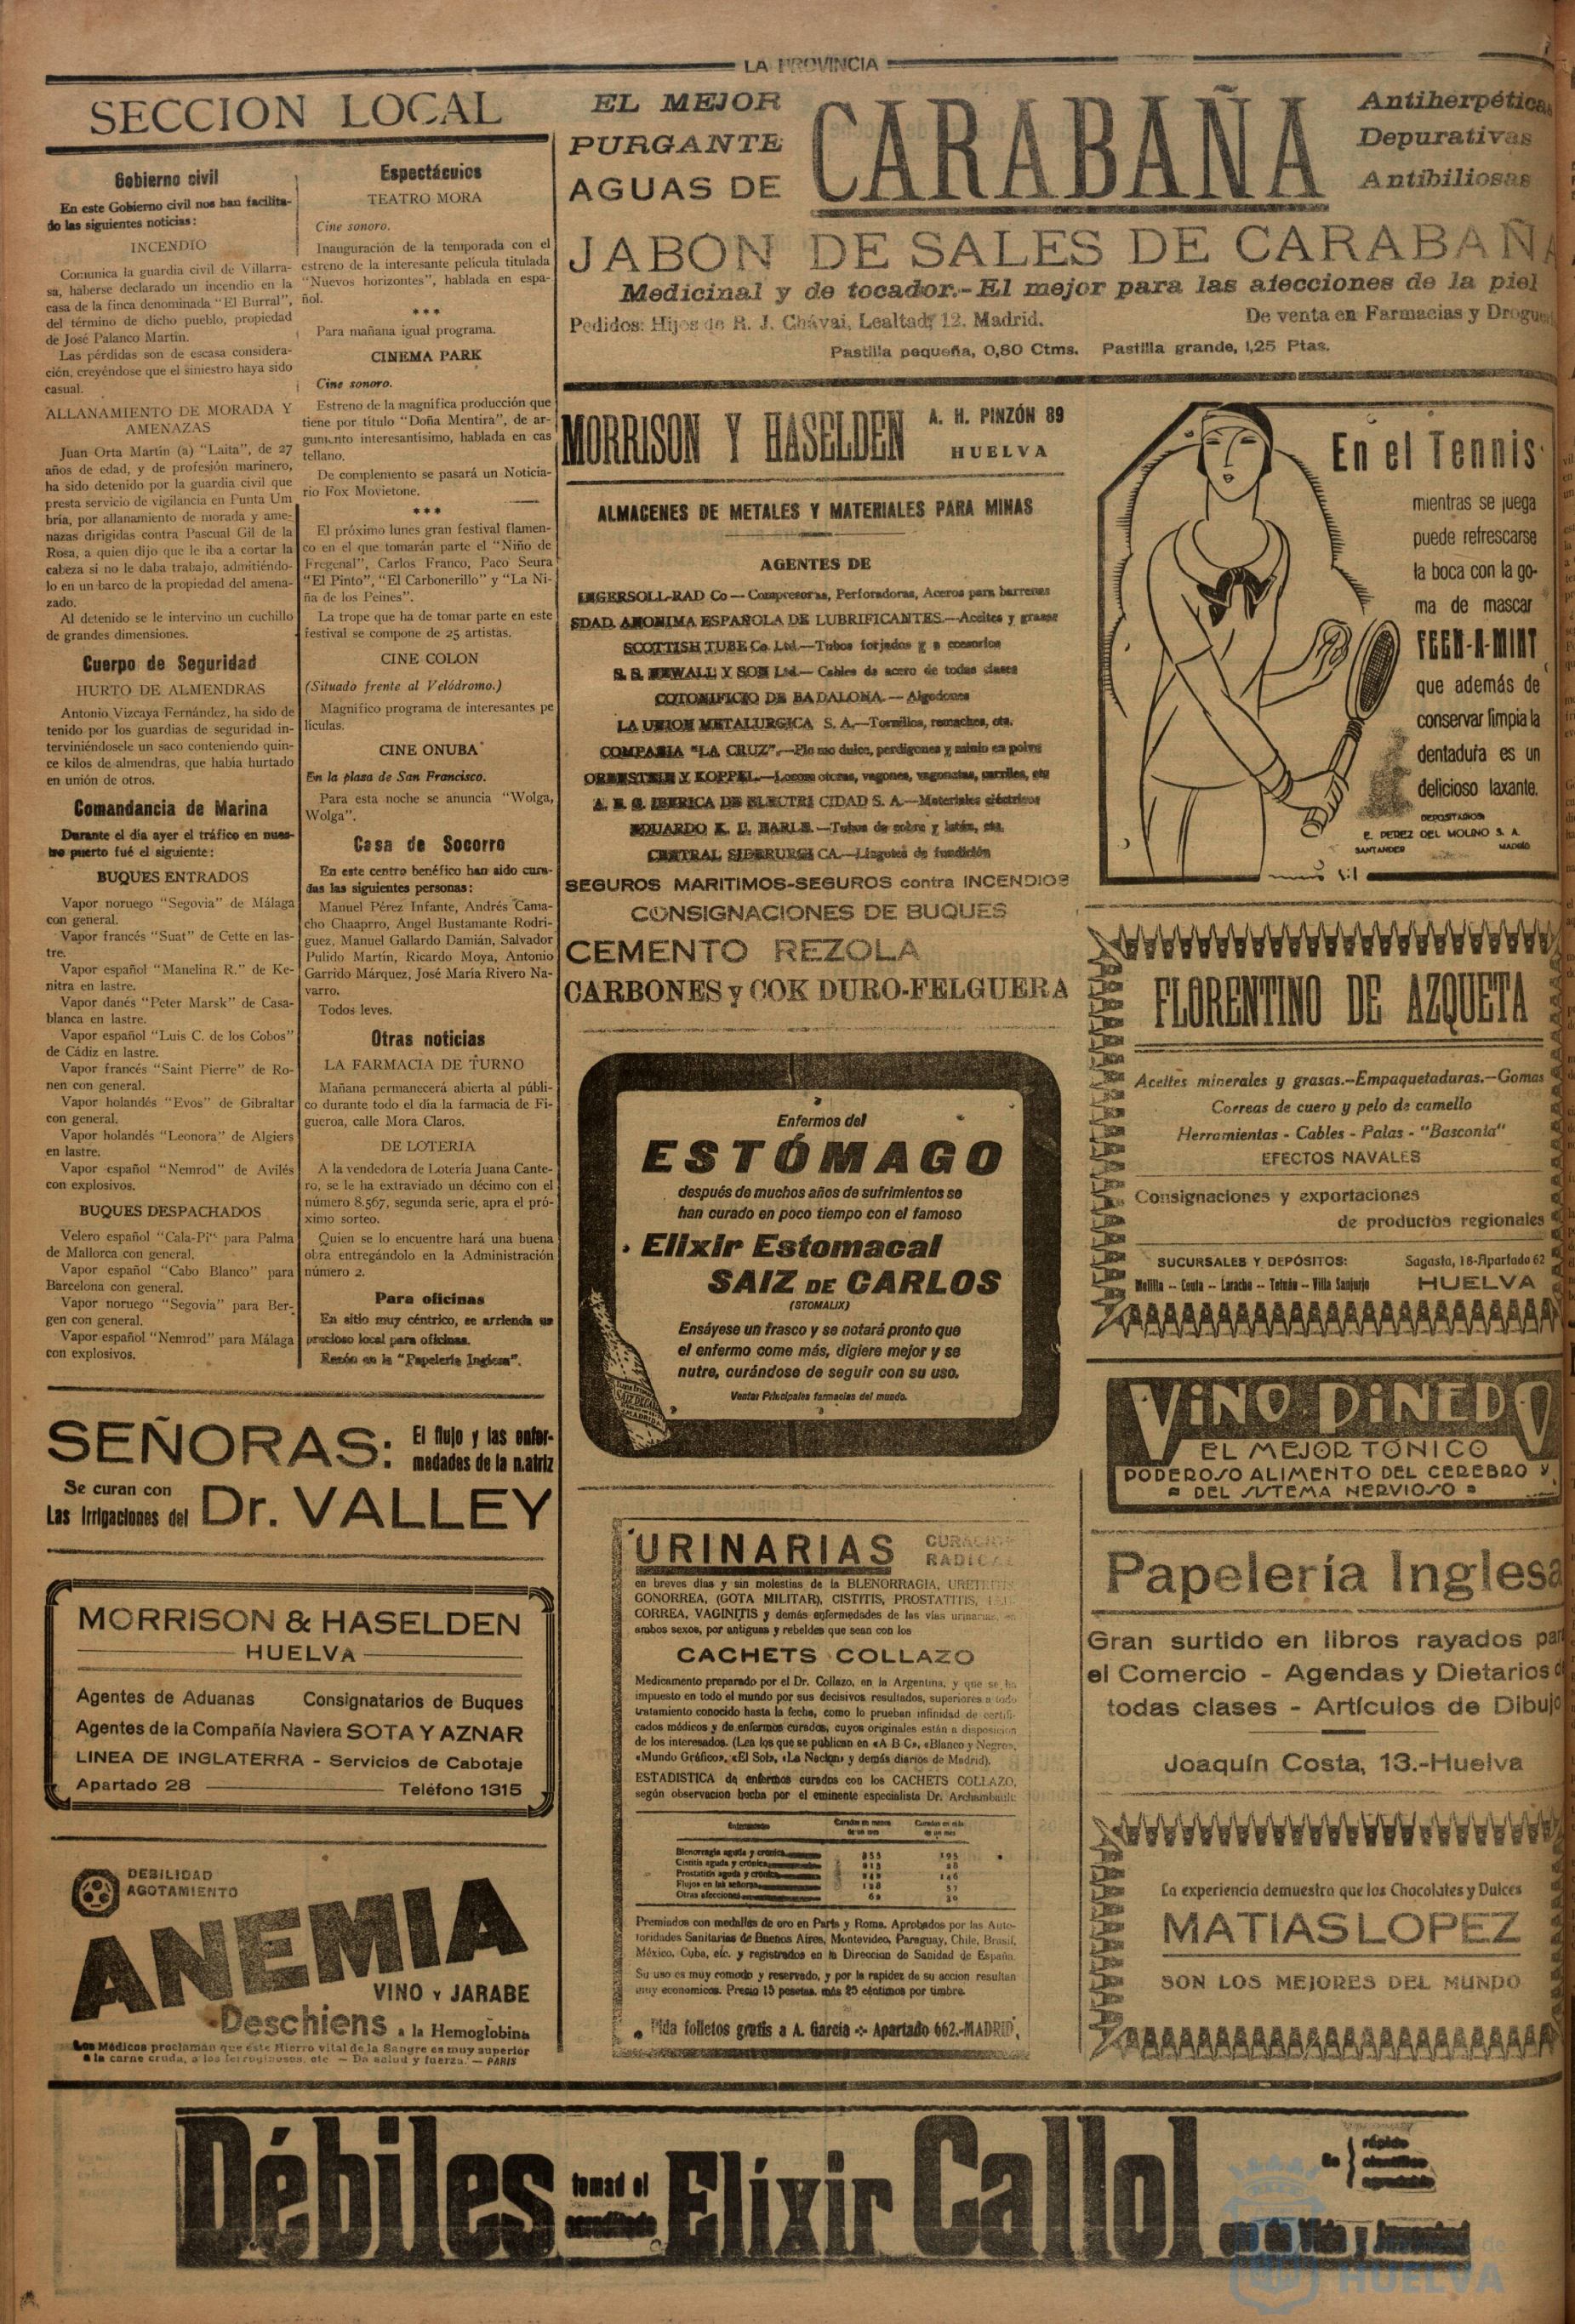 LA PROVINCIA
SECCION LOCAL
Gobierno civil
En este Gobierno civil nos han facilita-
do las siguientes noticias:
INCENDIO
Comunica la guardia civil de Villarra-
sa, haberse declarado un incendio en la
casa de la finca denominada "El Burral",
del término de dicho pueblo, propiedad
de José Palanco Martín.
Las pérdidas son de escasa considera-
ción, creyéndose que el siniestro haya sido
casual.
ALLANAMIENTO DE MORADA Y
AMENAZAS
Juan Orta Martín (a) "Laita", de 27
años de edad, y de profesión marinero,
ha sido detenido por la guardia civil que
presta servicio de vigilancia en Punta Um
bría, por allanamiento de morada y ame-
nazas dirigidas contra Pascual Gil de la
Rosa, a quien dijo que le iba a cortar la
cabeza si no le daba trabajo, admitiéndo-
lo en un barco de la propiedad del amena-
zado.
Al detenido se le intervino un cuchillo
de grandes dimensiones.
Cuerpo de Seguridad
HURTO DE ALMENDRAS
Antonio Vizcaya Fernández, ha sido de
tenido por los guardias de seguridad in-
terviniéndosele un saco conteniendo quin-
ce kilos de almendras, que había hurtado
en unión de otros.
Comandancia de Marina
Durante el día ayer el tráfico en nues-
tro puerto fué el siguiente:
BUQUES ENTRADOS
Vapor noruego "Segovia" de Málaga
con general.
Vapor francés "Suat" de Cette en las-
tre.
Vapor español "Manelina R." de Ke-
nitra en lastre.
Vapor danés "Peter Marsk" de Casa-
blanca en lastre.
Vapor español "Luis C. de los Cobos"
de Cádiz en lastre.
Vapor francés "Saint Pierre" de Ro-
nen con general.
Vapor holandés "Evos" de Gibraltar
con general.
Vapor holandés "Leonora" de Algiers
en lastre.
Vapor español "Nemrod" de Avilés
con explosivos.
BUQUES DESPACHADOS
Velero español "Cala-Pi" para Palma
de Mallorca con general.
Vapor español "Cabo Blanco" para
Barcelona con general.
Vapor noruego "Segovia" para Ber-
gen con general.
Vapor español "Nemrod" para Málaga
con explosivos.
Espectáculos
TEATRO MORA
Cine sonoro.
Inauguración de la temporada con el
estreno de la interesante película titulada
"Nuevos horizontes", hablada en espa-
ñol.
* * *
Para mañana igual programa.
CINEMA PARK
Cine sonoro.
Estreno de la magnífica producción que
tiene por título "Doña Mentira", de ar-
gumento interesantísimo, hablada en cas
tellano.
De complemento se pasará un Noticia-
rio Fox Movietone.
* * *
El próximo lunes gran festival flamen-
co en el que tomarán parte el "Niño de
Fregenal", Carlos Franco, Paco Seura
"El Pinto", "El Carbonerillo" y "La Ni-
ña de los Peines".
La trope que ha de tomar parte en este
festival se compone de 25 artistas.
CINE COLON
(Situado frente al Velódromo.)
Magnífico programa de interesantes pe
lículas.
CINE ONUBA
En la plaza de San Francisco.
Para esta noche se anuncia "Wolga,
Wolga".
Casa de Socorro
En este centro benéfico han sido cura-
das las siguientes personas:
Manuel Pérez Infante, Andrés Cama-
cho Chaaprro, Angel Bustamante Rodrí-
guez, Manuel Gallardo Damián, Salvador
Pulido Martín, Ricardo Moya, Antonio
Garrido Márquez, José María Rivero Na-
varro.
Todos leves.
Otras noticias
LA FARMACIA DE TURNO
Mañana permanecerá abierta al públi-
co durante todo el día la farmacia de Fi-
gueroa, calle Mora Claros.
DE LOTERIA
A la vendedora de Lotería Juana Cante-
ro, se le ha extraviado un décimo con el
número 8.567, segunda serie, apra el pró-
ximo sorteo.
Quien se lo encuentre hará una buena
obra entregándolo en la Administración
número 2.
Para oficinas
En sitio muy céntrico, se arrienda un
precioso local para oficinas.
Razón en la "Papelería Inglesa".
SEÑORAS: El flujo y las enfer-
medades de la matriz
Se curan con
Las Irrigaciones del Dr. VALLEY
MORRISON & HASELDEN
HUELVA
Agentes de Aduanas Consignatarios de Buques
Agentes de la Compañía Naviera SOTA Y AZNAR
LINEA DE INGLATERRA - Servicios de Cabotaje
Apartado 28 Teléfono 1315
DEBILIDAD
AGOTAMIENTO
ANEMIA
VINO Y JARABE
Deschiens a la Hemoglobina
Los Médicos proclaman que éste Hierro vital de la Sangre es muy superior
a la carne cruda, a los ferruginosos, etc — Da salud y fuerza. — PARIS
EL MEJOR
PURGANTE
AGUAS DE
CARABAÑA
Antiherpéticas
Depurativas
Antibiliosas
JABON DE SALES DE CARABAÑA
Medicinal y de tocador.-El mejor para las afecciones de la piel
Pedidos: Hijos de R. J. Chávai, Lealtad, 12. Madrid. De venta en Farmacias y Drogue
Pastilla pequeña, 0,80 Ctms. Pastilla grande, 1,25 Ptas.
MORRISON Y HASELDEN A. H. PINZÓN 89
HUELVA
ALMACENES DE METALES Y MATERIALES PARA MINAS
AGENTES DE
INGERSOLL-RAD Co — Compresoras, Perforadoras, Aceros para barrenas
SDAD. ANONIMA ESPAÑOLA DE LUBRIFICANTES.—Aceites y grasas
SCOTTISH TUBE Co. Ltd.—Tubos forjados y accesorios
S. S. NEWALL Y SON Ltd.— Cables de acero de todas clases
COTONIFICIO DE BADALONA.— Algodones
LA UNION METALURGICA S. A.—Tornillos, remaches, etc.
COMPAÑIA "LA CRUZ".—Plomo dulce, perdigones y minio en polvo
ORENSTEIN Y KOPPEL.—Locomotoras, vagones, vagonetas, carriles, etc
A. E. G. IBERICA DE ELECTRICIDAD S. A.—Materiales eléctricos
EDUARDO K. L. EARLE.—Tubos de cobre y latón, etc.
CENTRAL SIDERURGICA.—Lingotes de fundición
SEGUROS MARITIMOS-SEGUROS contra INCENDIOS
CONSIGNACIONES DE BUQUES
CEMENTO REZOLA
CARBONES y COK DURO-FELGUERA
Enfermos del
ESTÓMAGO
después de muchos años de sufrimientos se
han curado en poco tiempo con el famoso
Elixir Estomacal
SAIZ DE CARLOS
(STOMALIX)
Ensáyese un frasco y se notará pronto que
el enfermo come más, digiere mejor y se
nutre, curándose de seguir con su uso.
Ventas Principales farmacias del mundo.
URINARIAS CURACION
RADICAL
en breves días y sin molestias de la BLENORRAGIA, URETRITIS,
GONORREA, (GOTA MILITAR), CISTITIS, PROSTATITIS,
CORREA, VAGINITIS y demás enfermedades de las vías urinarias, en
ambos sexos, por antiguas y rebeldes que sean con los
CACHETS COLLAZO
Medicamento preparado por el Dr. Collazo, en la Argentina, y que se ha
impuesto en todo el mundo por sus decisivos resultados, superiores a todo
tratamiento conocido hasta la fecha, como lo prueban infinidad de certifi-
cados médicos y de enfermos curados, cuyos originales están a disposicion
de los interesados. (Lea los que se publican en «A B C», «Blanco y Negro»,
«Mundo Gráfico», «El Sol», «La Nacion» y demás diarios de Madrid).
ESTADISTICA de enfermos curados con los CACHETS COLLAZO,
según observacion hecha por el eminente especialista Dr. Archambault:
Curados en menos de un mes Curados en más de un mes
Blenorragia aguda y crónica
Cistitis aguda y crónica
Prostatitis aguda y crónica
Flujos en las señoras
Otras afecciones
Premiados con medallas de oro en París y Roma. Aprobados por las Auto-
ridades Sanitarias de Buenos Aires, Montevideo, Paraguay, Chile, Brasil,
México, Cuba, etc. y registrados en la Direccion de Sanidad de España.
Su uso es muy comodo y reservado, y por la rapidez de su accion resultan
muy economicos. Precio 15 pesetas, más 25 céntimos por timbre.
Pida folletos gratis a A. García -:- Apartado 662.-MADRID.
En el Tennis
mientras se juega
puede refrescarse
la boca con la go-
ma de mascar
FEEN-A-MINT
que además de
conservar limpia la
dentadura es un
delicioso laxante.
DEPOSITARIOS
E. PEREZ DEL MOLINO S. A.
SANTANDER MADRID
FLORENTINO DE AZQUETA
Aceites minerales y grasas.—Empaquetaduras.—Gomas
Correas de cuero y pelo de camello
Herramientas - Cables - Palas - "Basconia"
EFECTOS NAVALES
Consignaciones y exportaciones
de productos regionales
SUCURSALES Y DEPÓSITOS: Sagasta, 18-Apartado 62
Melilla -- Ceuta -- Larache -- Tetuán -- Villa Sanjurjo HUELVA
VINO PINEDO
EL MEJOR TÓNICO
PODEROSO ALIMENTO DEL CEREBRO Y
DEL SISTEMA NERVIOSO
Papelería Inglesa
Gran surtido en libros rayados par
el Comercio - Agendas y Dietarios d
todas clases - Artículos de Dibujo
Joaquín Costa, 13.-Huelva
La experiencia demuestra que los Chocolates y Dulces
MATIAS LOPEZ
SON LOS MEJORES DEL MUNDO
Débiles tomad el
acreditado Elíxir Callol
rápido
científico
agradable
HUELVA